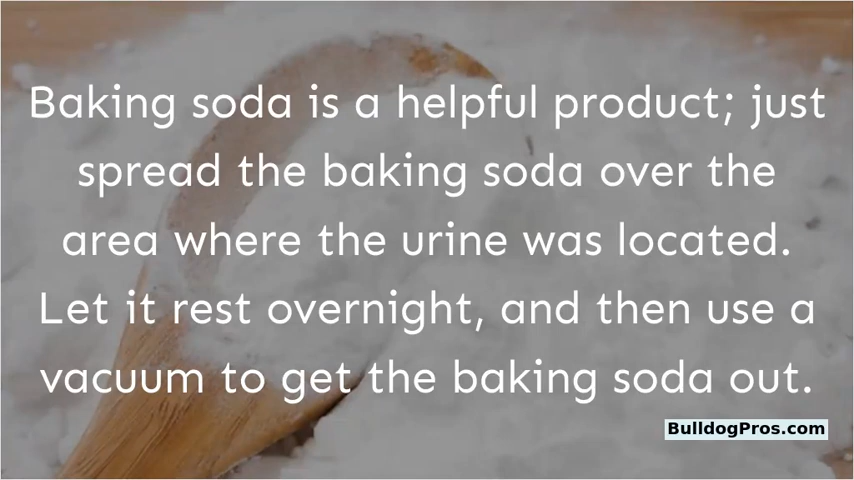 Baking soda is a helpful product; just
spread the baking soda over the
area where the urine was located.
Let it rest overnight, and then use a
vacuum to get the baking soda out.
BulldogPros.com